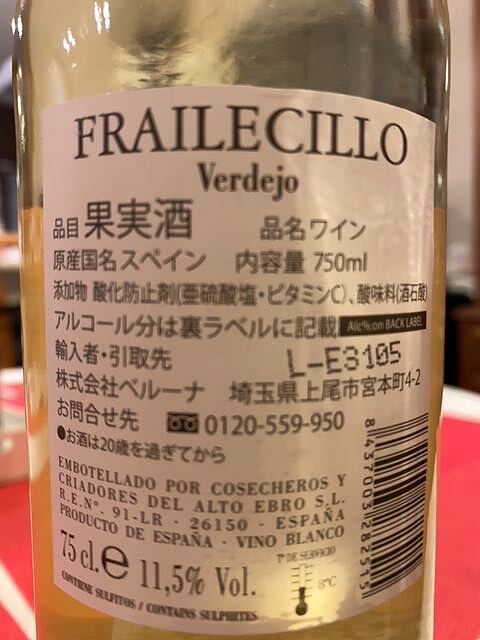 FRAILECILLO
Verdejo
品目 果実酒 品名 ワイン
原産国名 スペイン 内容量 750ml
添加物 酸化防止剤(亜硫酸塩・ビタミンC)、酸味料(酒石酸)
アルコール分は裏ラベルに記載 Alc% on BACK LABEL
輸入者・引取先 L-E3105
株式会社ベルーナ 埼玉県上尾市宮本町4-2
お問合せ先 0120-559-950
●お酒は20歳を過ぎてから
EMBOTELLADO POR COSECHEROS Y
CRIADORES DEL ALTO EBRO S.L.
R.E.Nº. 91-LR · 26150 · ESPAÑA
PRODUCTO DE ESPAÑA · VINO BLANCO
75 cl. e 11,5% Vol.
Tª DE SERVICIO
8ºC
CONTIENE SULFITOS / CONTAINS SULPHITES
8437003282515